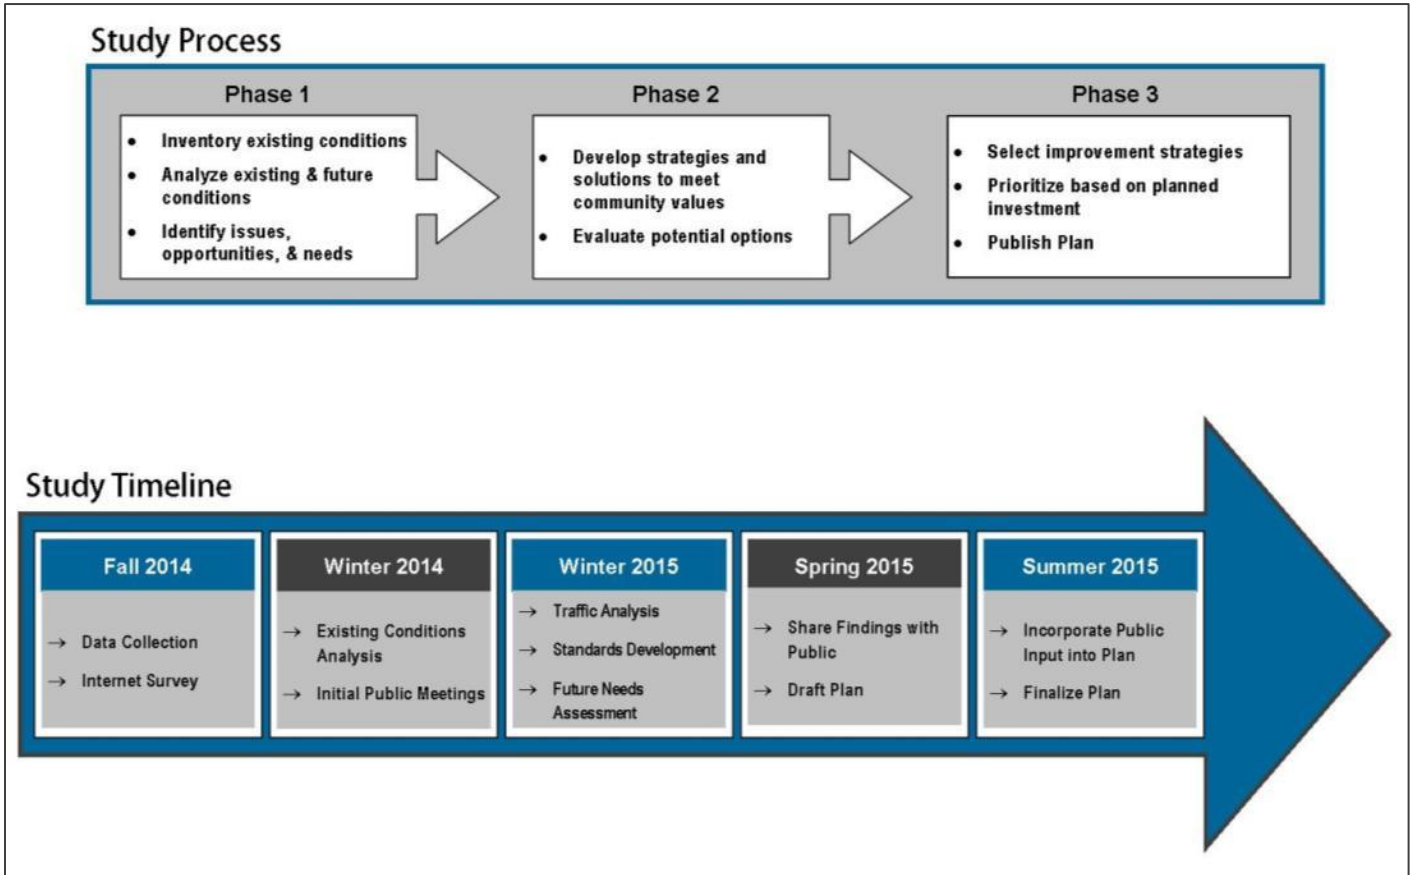 Study Process
Phase 1
• Inventory existing conditions
• Analyze existing & future
conditions
• Identify issues,
opportunities, & needs
Phase 2
• Develop strategies and
solutions to meet
community values
• Evaluate potential options
Phase 3
• Select improvement strategies
• Prioritize based on planned
investment
• Publish Plan
Study Timeline
Fall 2014
→ Data Collection
→ Internet Survey
Winter 2014
→ Existing Conditions
Analysis
→ Initial Public Meetings
Winter 2015
→ Traffic Analysis
→ Standards Development
→ Future Needs
Assessment
Spring 2015
→ Share Findings with
Public
→ Draft Plan
Summer 2015
→ Incorporate Public
Input into Plan
→ Finalize Plan